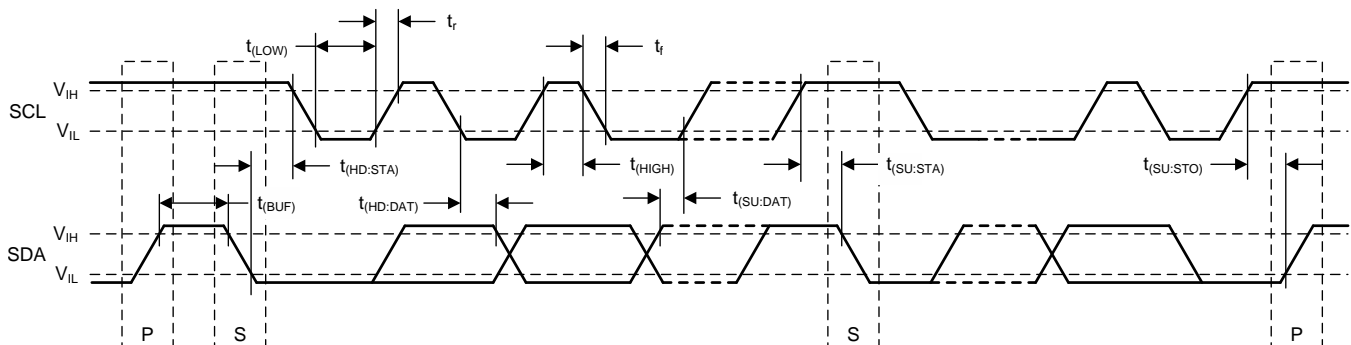 t(LOW)
tr
tf
VIH
SCL
VIL
t(HD:STA)
t(HIGH)
t(SU:STA)
t(SU:STO)
t(BUF)
t(HD:DAT)
t(SU:DAT)
VIH
SDA
VIL
P
S
S
P